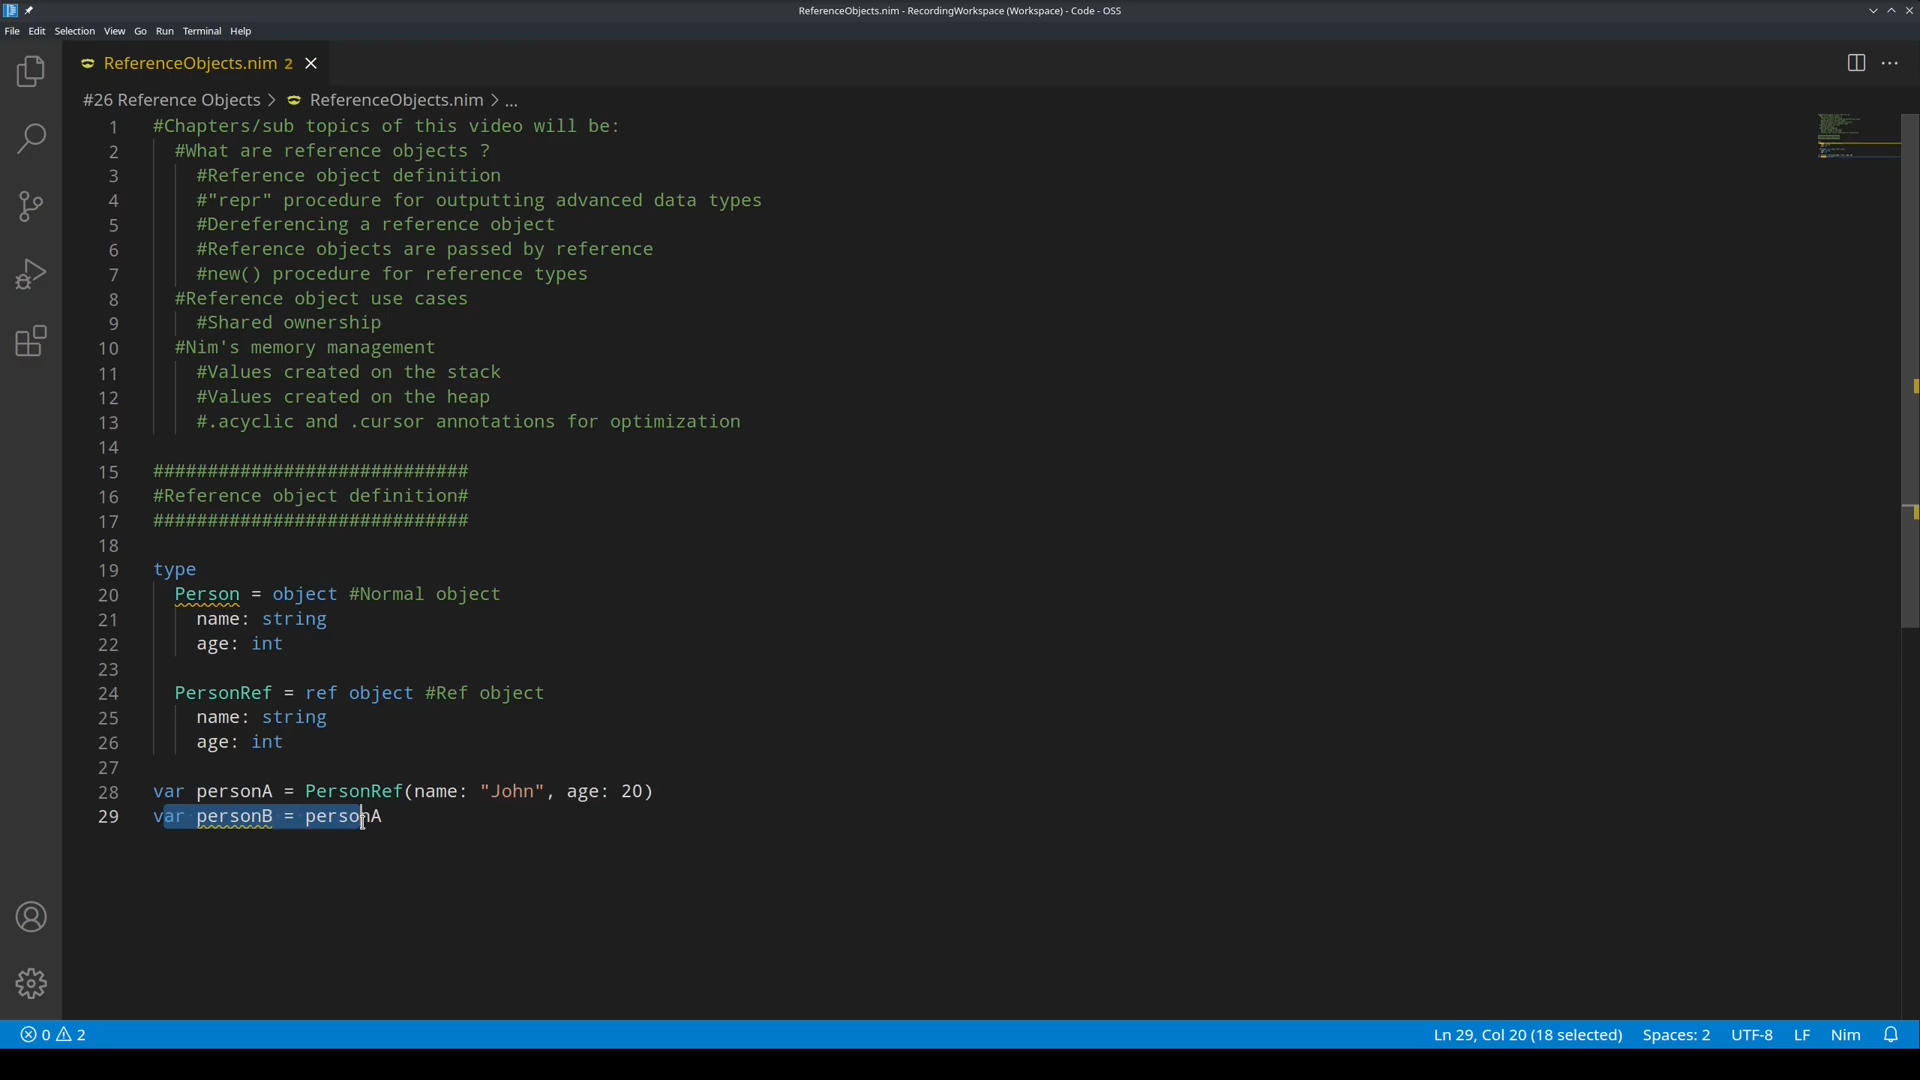 ReferenceObjects.nim - RecordingWorkspace (Workspace) - Code - OSS
File Edit Selection View Go Run Terminal Help
ReferenceObjects.nim 2
#26 Reference Objects > ReferenceObjects.nim > ...
1 #Chapters/sub topics of this video will be:
2 #What are reference objects ?
3 #Reference object definition
4 #"repr" procedure for outputting advanced data types
5 #Dereferencing a reference object
6 #Reference objects are passed by reference
7 #new() procedure for reference types
8 #Reference object use cases
9 #Shared ownership
10 #Nim's memory management
11 #Values created on the stack
12 #Values created on the heap
13 #.acyclic and .cursor annotations for optimization
14
15 #############################
16 #Reference object definition#
17 #############################
18
19 type
20 Person = object #Normal object
21 name: string
22 age: int
23
24 PersonRef = ref object #Ref object
25 name: string
26 age: int
27
28 var personA = PersonRef(name: "John", age: 20)
29 var personB = personA
0 2 Ln 29, Col 20 (18 selected) Spaces: 2 UTF-8 LF Nim